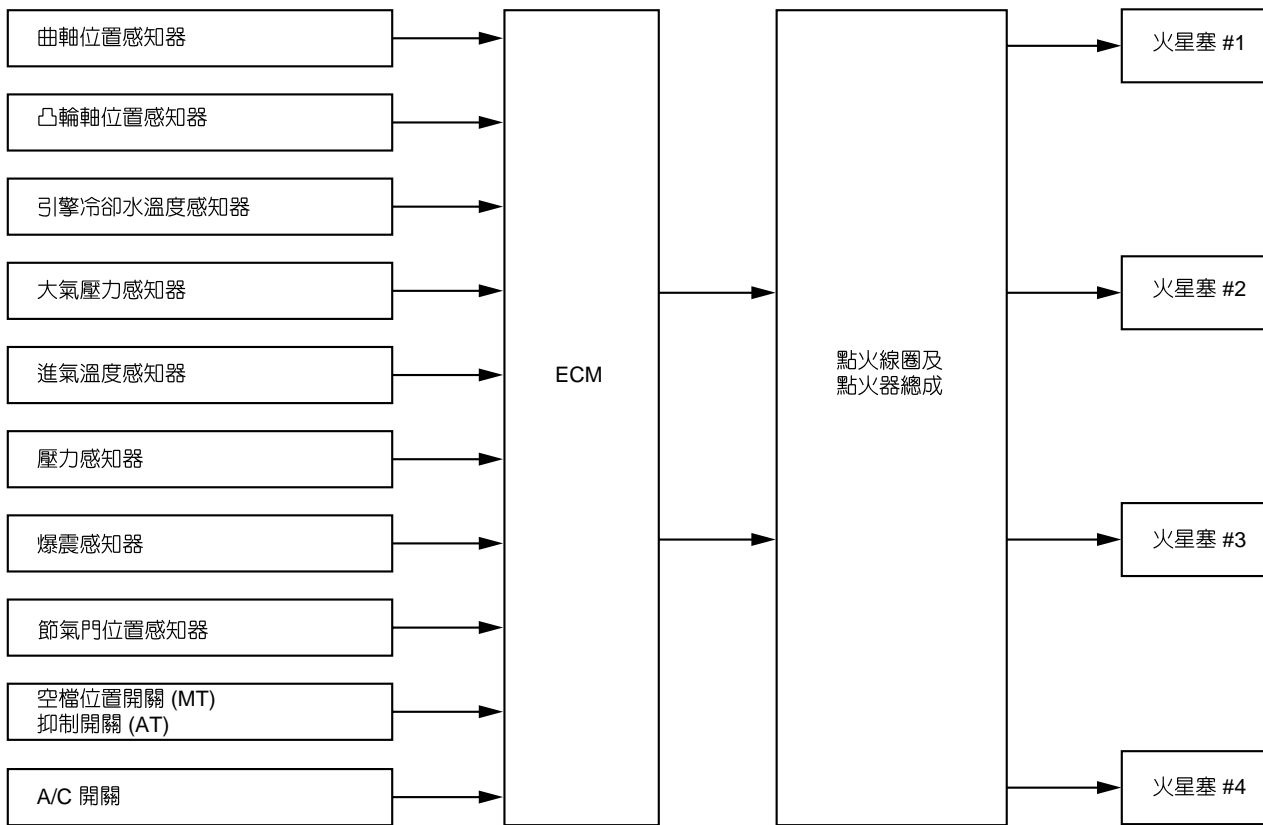 曲軸位置感知器
凸輪軸位置感知器
引擎冷卻水溫度感知器
大氣壓力感知器
進氣溫度感知器
壓力感知器
爆震感知器
節氣門位置感知器
空檔位置開關 (MT)
抑制開關 (AT)
A/C 開關
ECM
點火線圈及
點火器總成
火星塞 #1
火星塞 #2
火星塞 #3
火星塞 #4